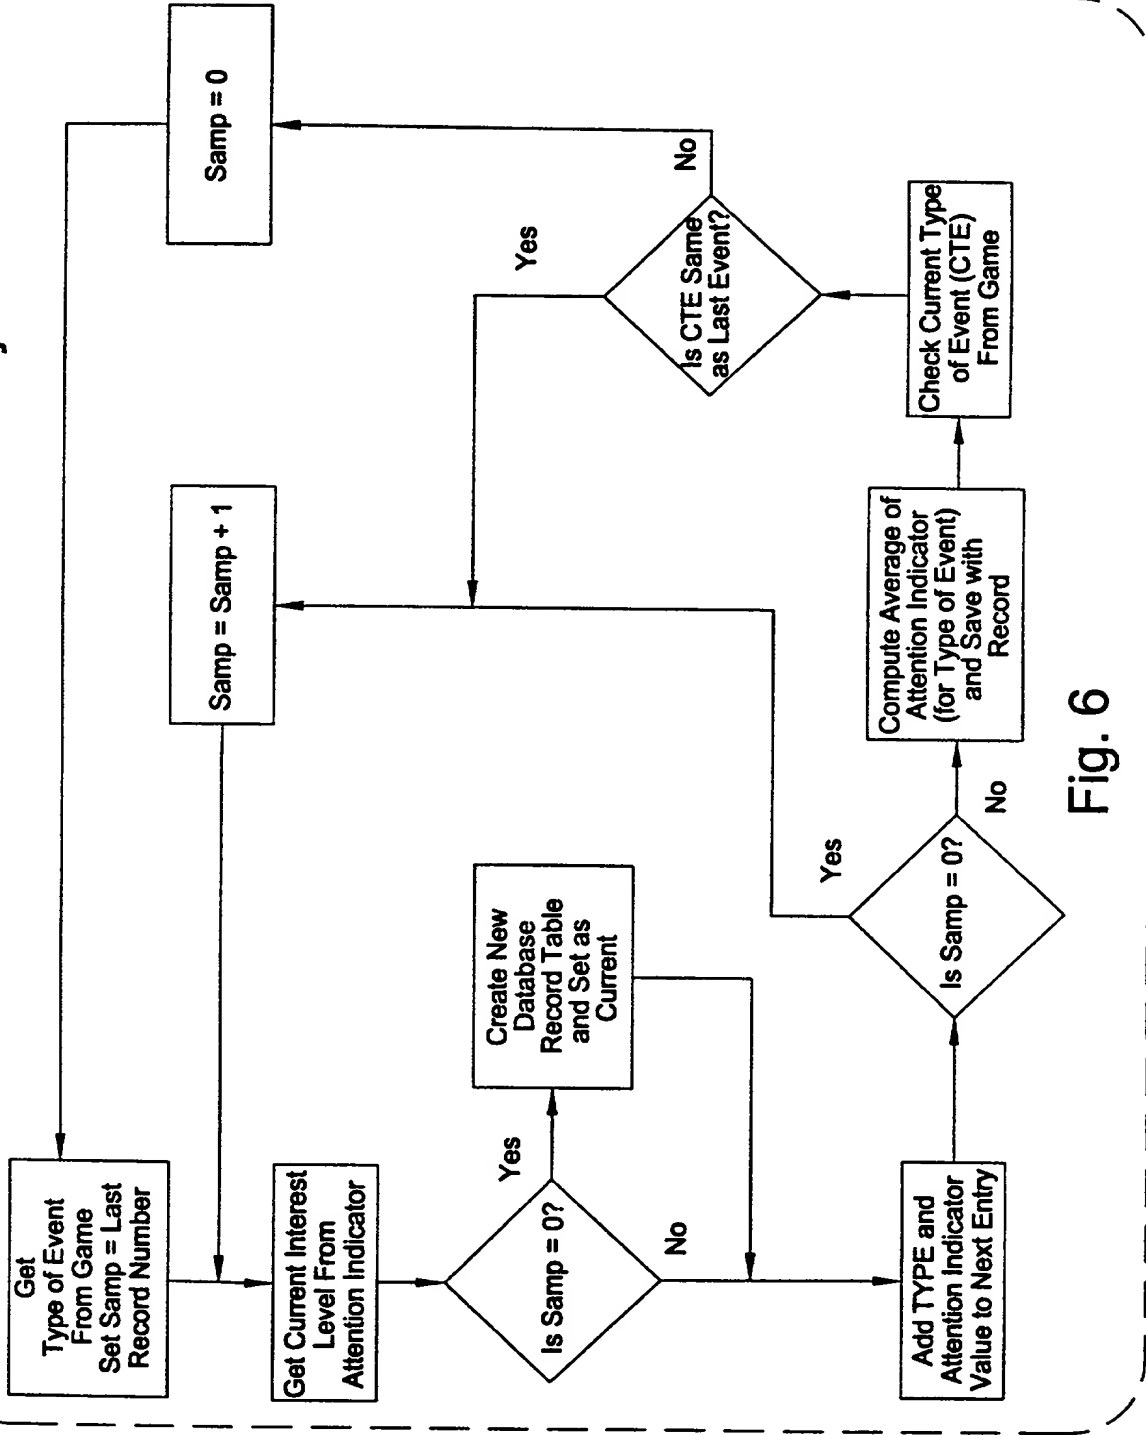 Get
Type of Event
From Game
Set Samp = Last
Record Number
Get Current Interest
Level From
Attention Indicator
Is Samp = 0?
Yes
No
Create New
Database
Record Table
and Set as
Current
Add TYPE and
Attention Indicator
Value to Next Entry
Is Samp = 0?
Yes
No
Compute Average of
Attention Indicator
(for Type of Event)
and Save with
Record
Check Current Type
of Event (CTE)
From Game
Is CTE Same
as Last Event?
Yes
No
Samp = Samp + 1
Samp = 0
Fig. 6